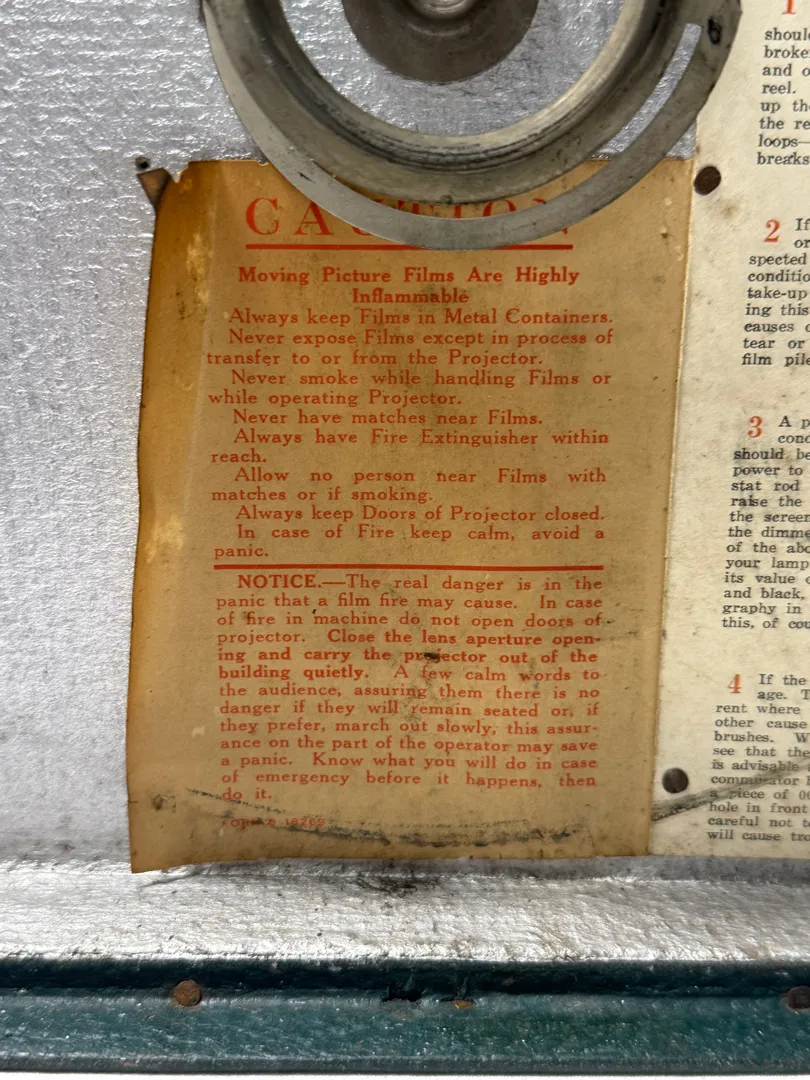 CAUTION
Moving Picture Films Are Highly
Inflammable
Always keep Films in Metal Containers.
Never expose Films except in process of
transfer to or from the Projector.
Never smoke while handling Films or
while operating Projector.
Never have matches near Films.
Always have Fire Extinguisher within
reach.
Allow no person near Films with
matches or if smoking.
Always keep Doors of Projector closed.
In case of Fire keep calm, avoid a
panic.
NOTICE.—The real danger is in the
panic that a film fire may cause. In case
of fire in machine do not open doors of
projector. Close the lens aperture open-
ing and carry the projector out of the
building quietly. A few calm words to
the audience, assuring them there is no
danger if they will remain seated or, if
they prefer, march out slowly, this assur-
ance on the part of the operator may save
a panic. Know what you will do in case
of emergency before it happens, then
do it.
1
should
broke
and o
reel.
up the
the re
loops—
breaks
2 If
or
spected
conditio
take-up
ing this
causes o
tear or
film pile
3 A p
cond
should be
power to
stat rod
raise the
the screen
the dimme
of the abo
your lamp
its value o
and black,
graphy in
this, of cou
4 If the
age. T
rent where
other cause
brushes. W
see that the
is advisable
commutator
a piece of 00
hole in front
careful not to
will cause tro